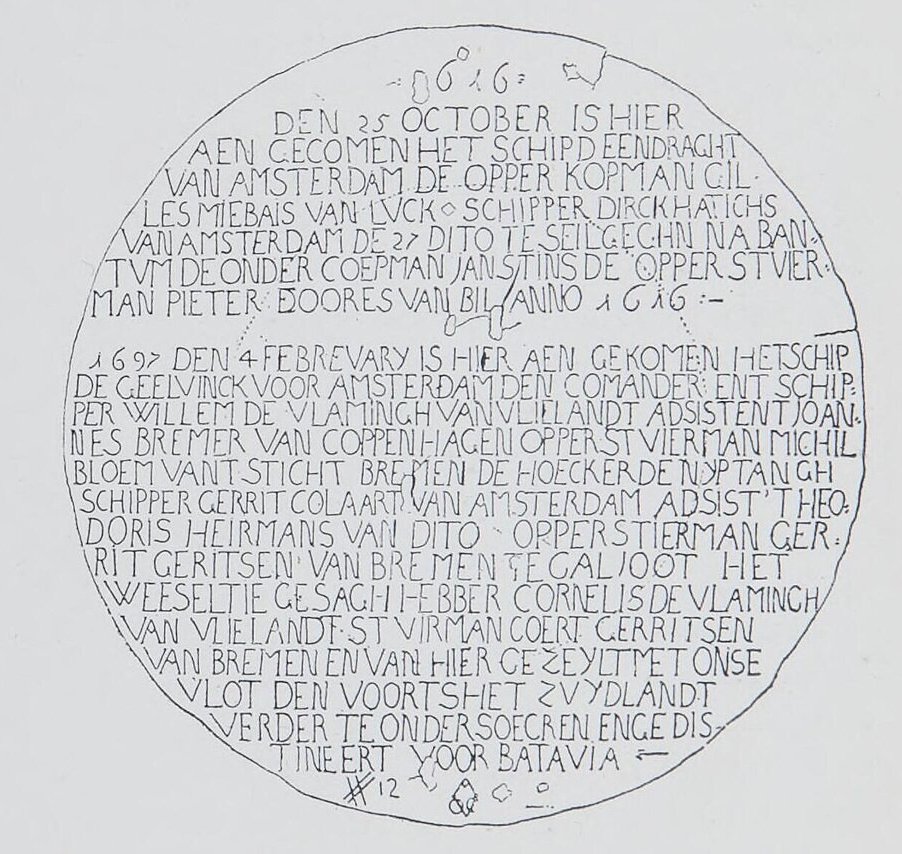 1616
DEN 25 OCTOBER IS HIER
AEN GECOMEN HET SCHIP D EENDRAGHT
VAN AMSTERDAM DE OPPER KOPMAN GIL
LES MIEBAIS VAN LVCK SCHIPPER DIRCK HATICHS
VAN AMSTERDAM DE 27 DITO TE SEIL GEGHN NA BAN:
TVM DE ONDER COEPMAN JAN STINS DE OPPER STVIER:
MAN PIETER DOORES VAN BIL ANNO 1616:—
1697 DEN 4 FEBREVARY IS HIER AEN GEKOMEN HET SCHIP
DE GEELVINCK VOOR AMSTERDAM DEN COMANDER ENT SCHIP:
PER WILLEM DE VLAMINGH VAN VLIELANDT ADSISTENT JOAN:
NES BREMER VAN COPPENHAGEN OPPERSTVIERMAN MICHIL
BLOEM VANT STICHT BREMEN DE HOECKER DE NYPTANGH
SCHIPPER GERRIT COLAART VAN AMSTERDAM ADSIST' THEO:
DORIS HEIRMANS VAN DITO OPPERSTIERMAN GER:
RIT GERITSEN VAN BREMEN TE GALJOOT HET
WEESELTIE GESAGH HEBBER CORNELIS DE VLAMINGH
VAN VLIELANDT STVIRMAN COERT GERRITSEN
VAN BREMEN EN VAN HIER GEZEYLT MET ONSE
VLOT DEN VOORTS HET ZVYDLANDT
VERDER TE ONDERSOECKEN EN GEDIS-
TINEERT VOOR BATAVIA
12